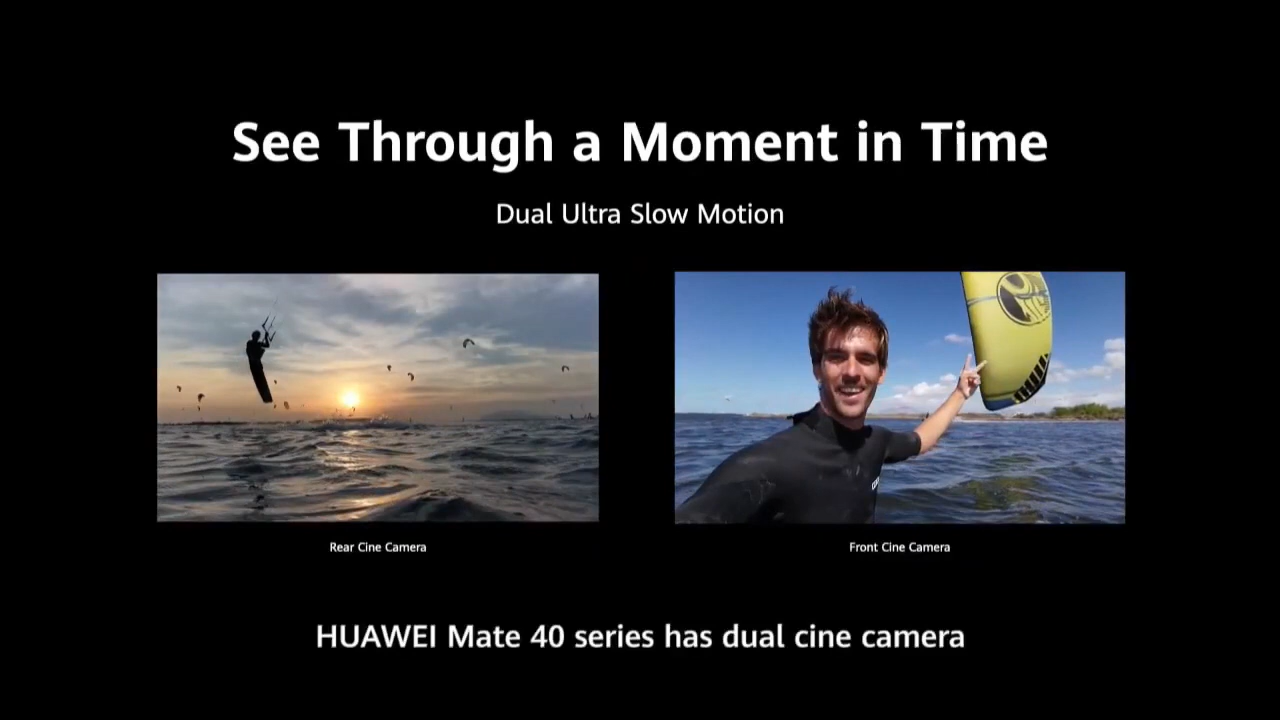 See Through a Moment in Time
Dual Ultra Slow Motion
Rear Cine Camera
Front Cine Camera
HUAWEI Mate 40 series has dual cine camera